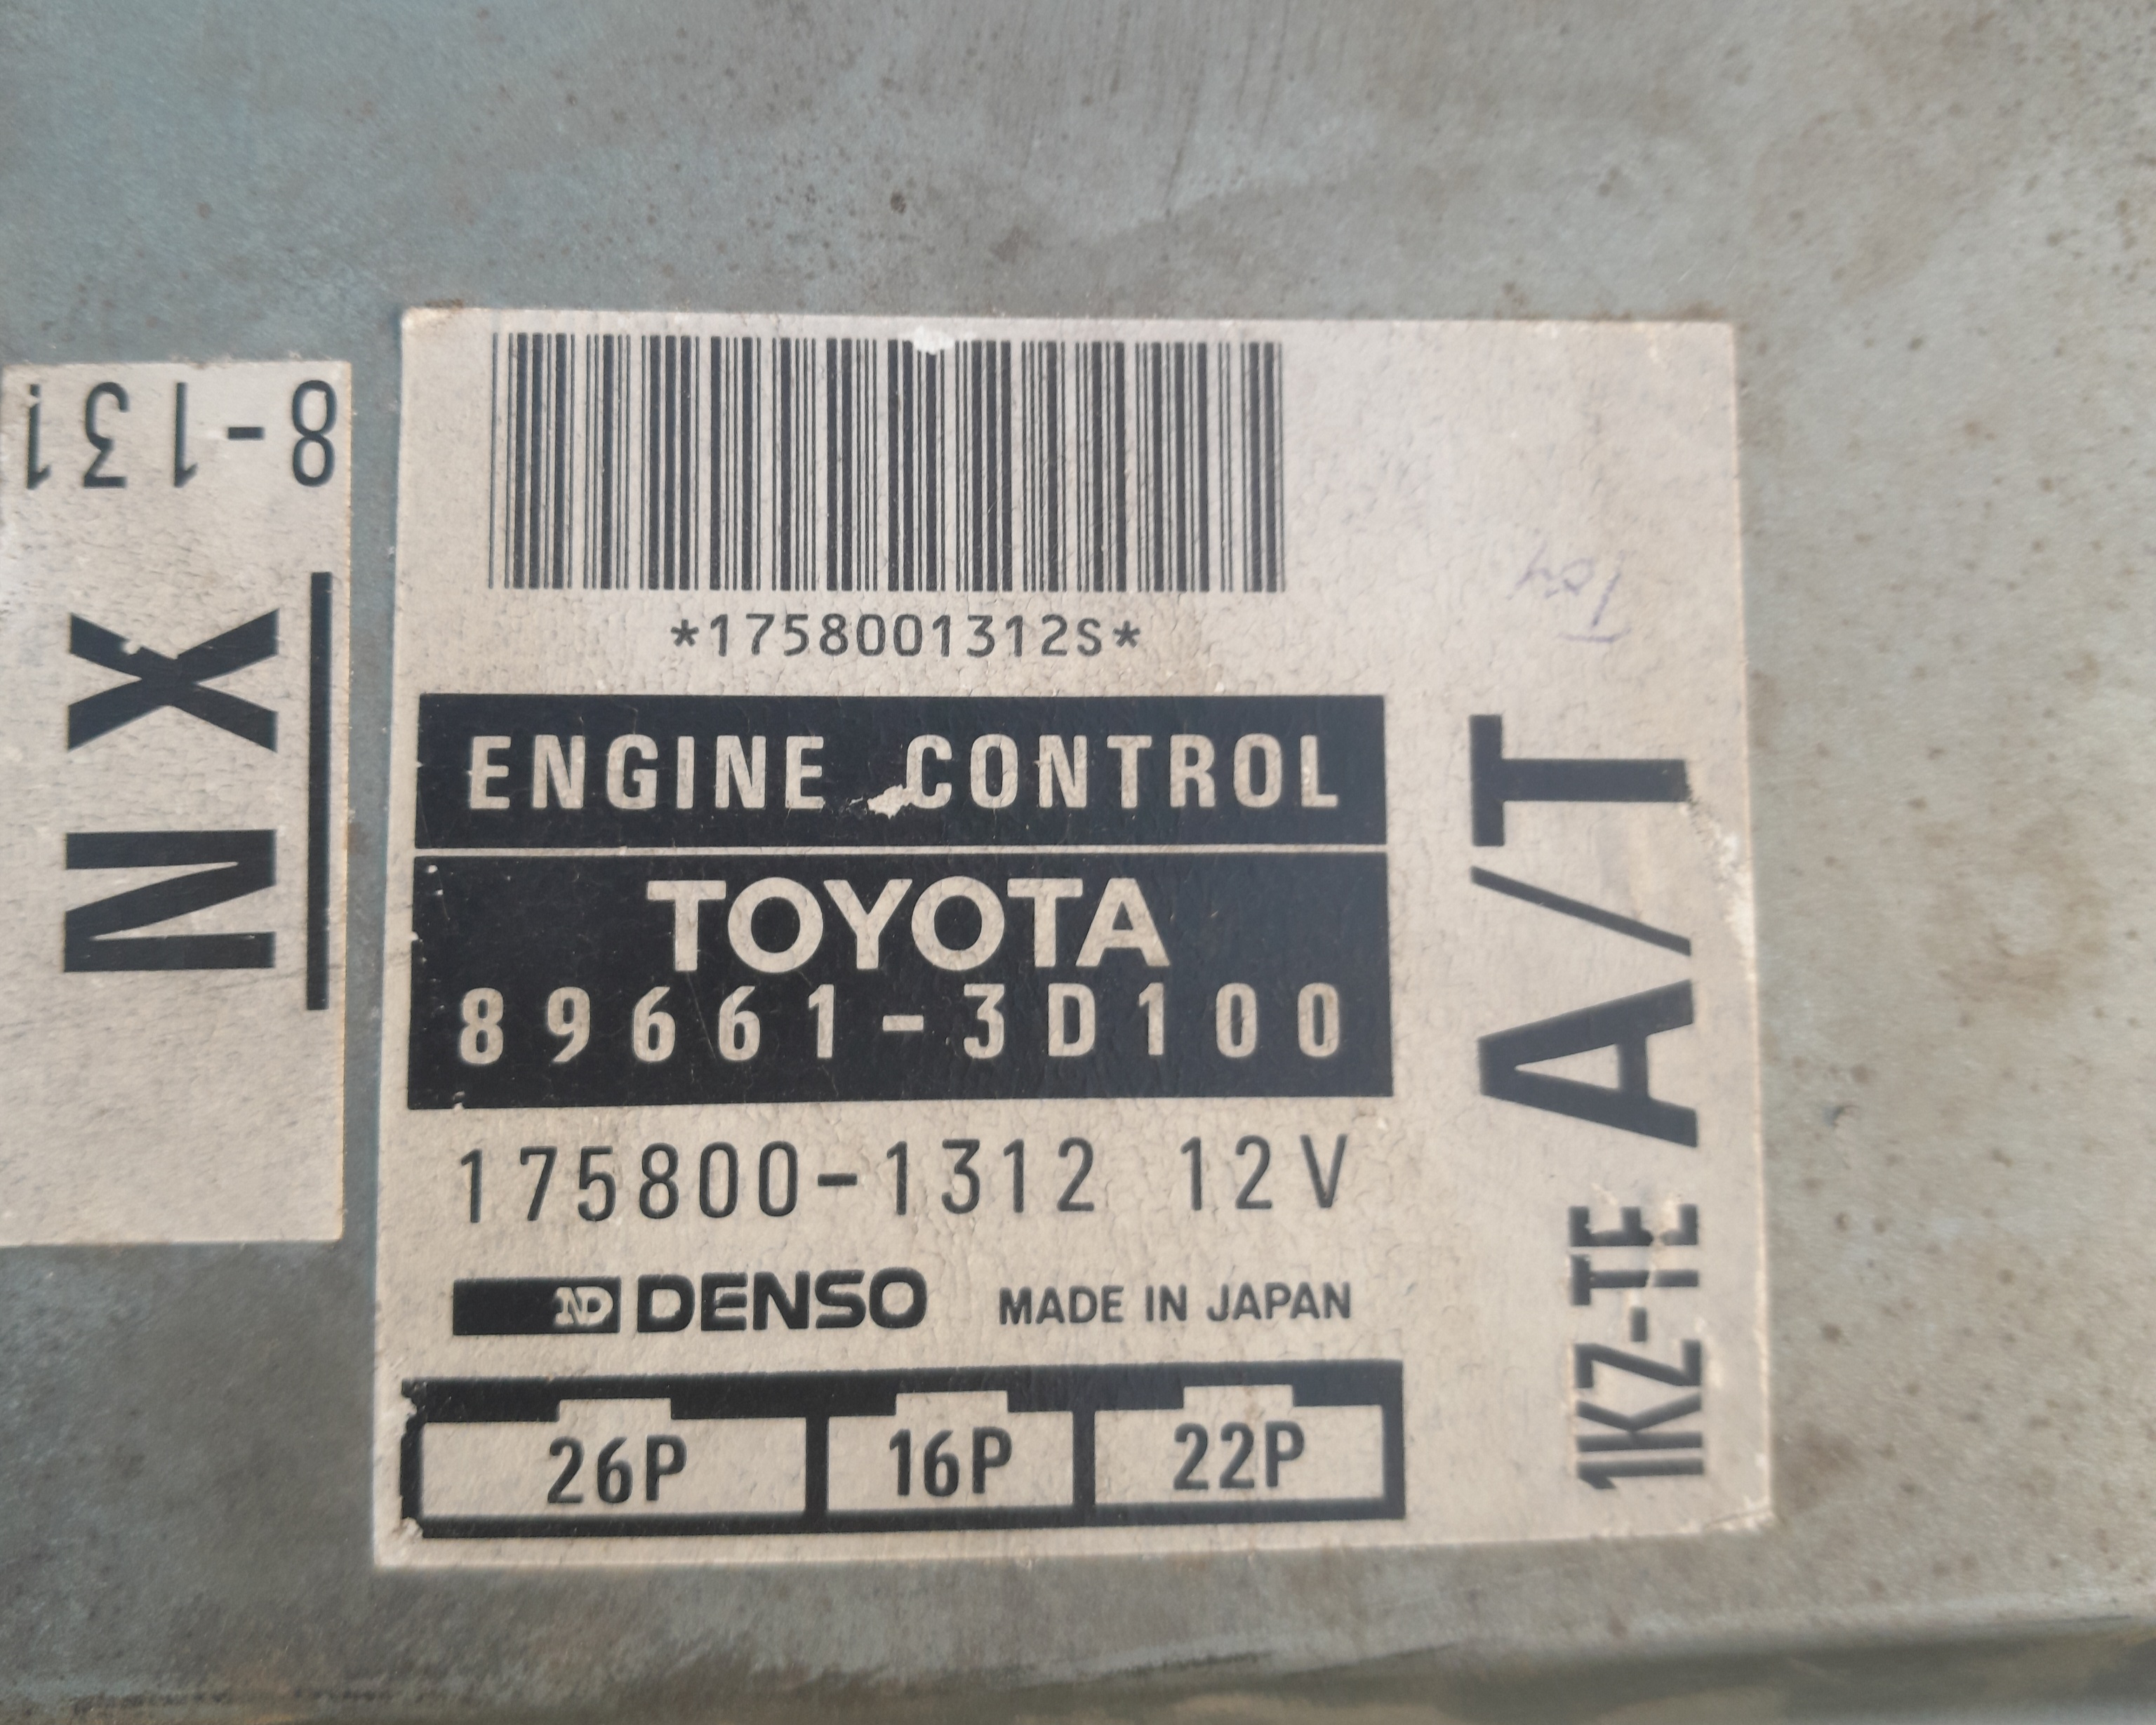 8-131
NX
*1758001312S*
ENGINE CONTROL
TOYOTA
89661-3D100
175800-1312 12V
ND DENSO MADE IN JAPAN
26P 16P 22P
1KZ-TE A/T